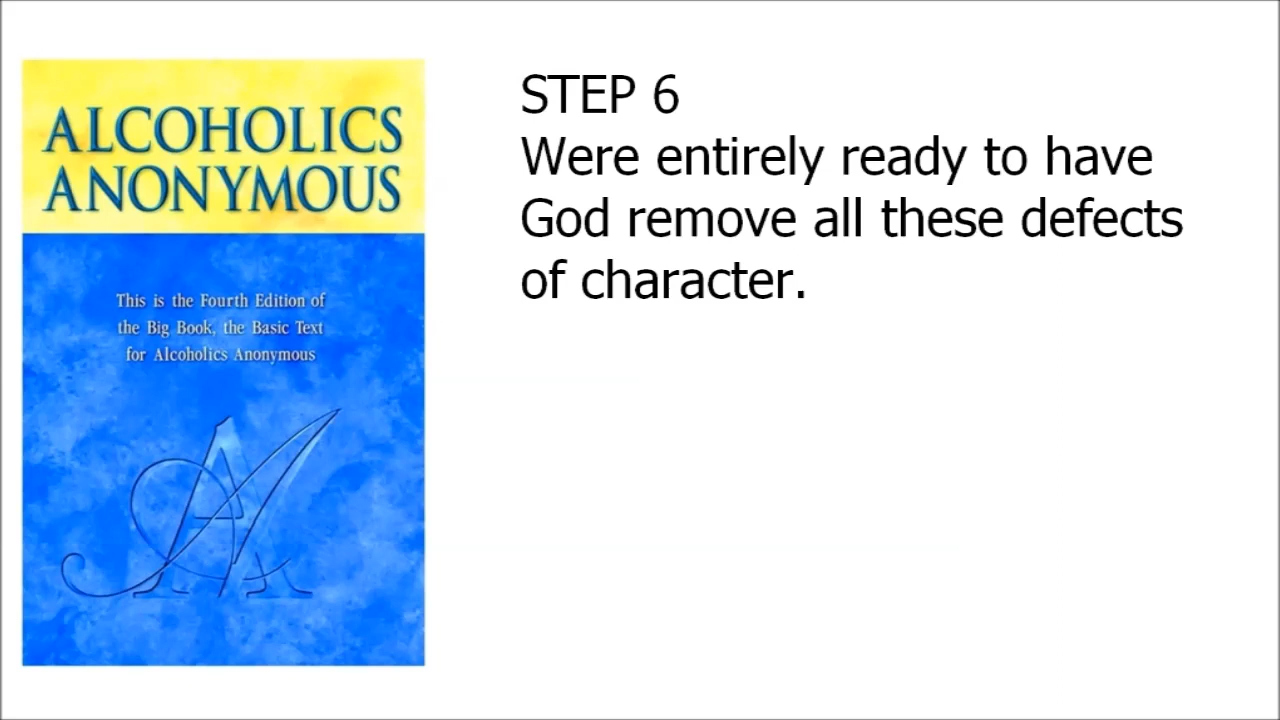 ALCOHOLICS
ANONYMOUS
This is the Fourth Edition of
the Big Book, the Basic Text
for Alcoholics Anonymous
AA
STEP 6
Were entirely ready to have
God remove all these defects
of character.